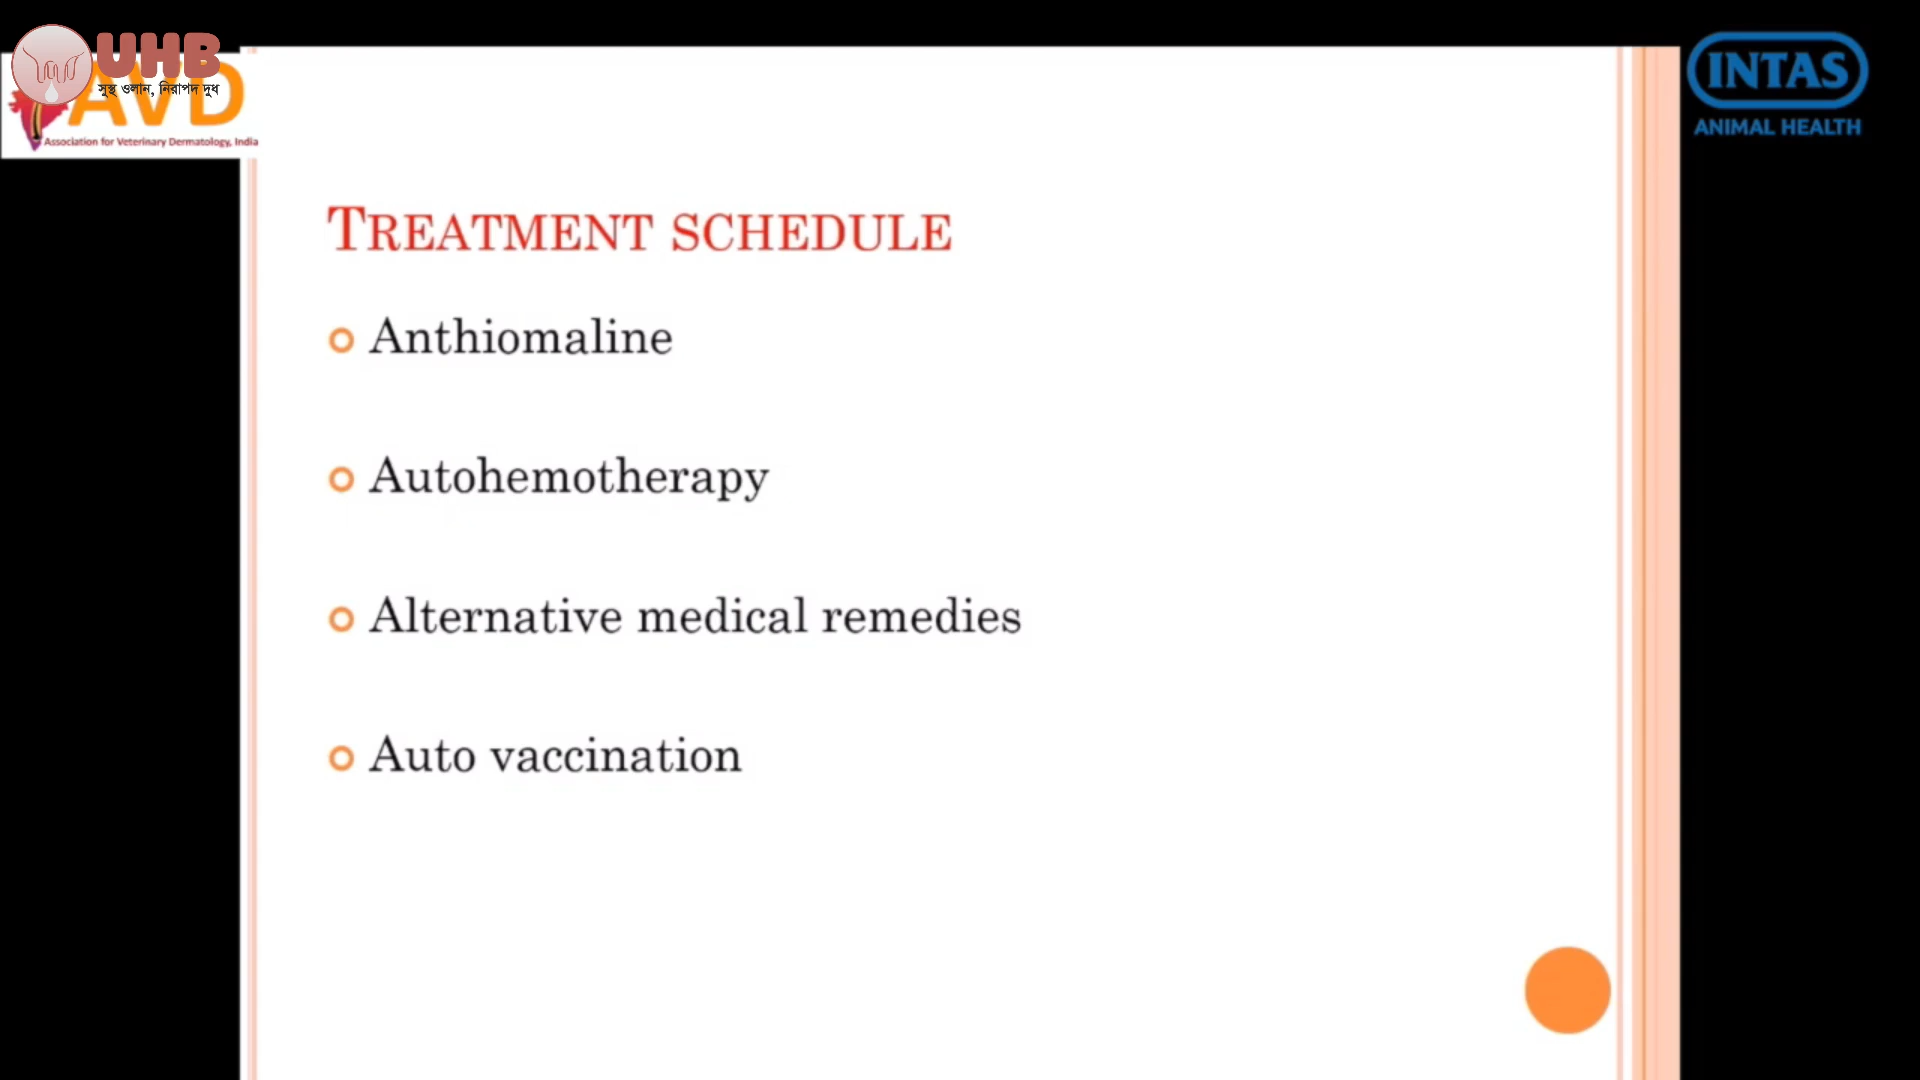 UHB
সুস্থ ওলান, নিরাপদ দুধ
AVD
Association for Veterinary Dermatology, India
INTAS
ANIMAL HEALTH
TREATMENT SCHEDULE
Anthiomaline
Autohemotherapy
Alternative medical remedies
Auto vaccination